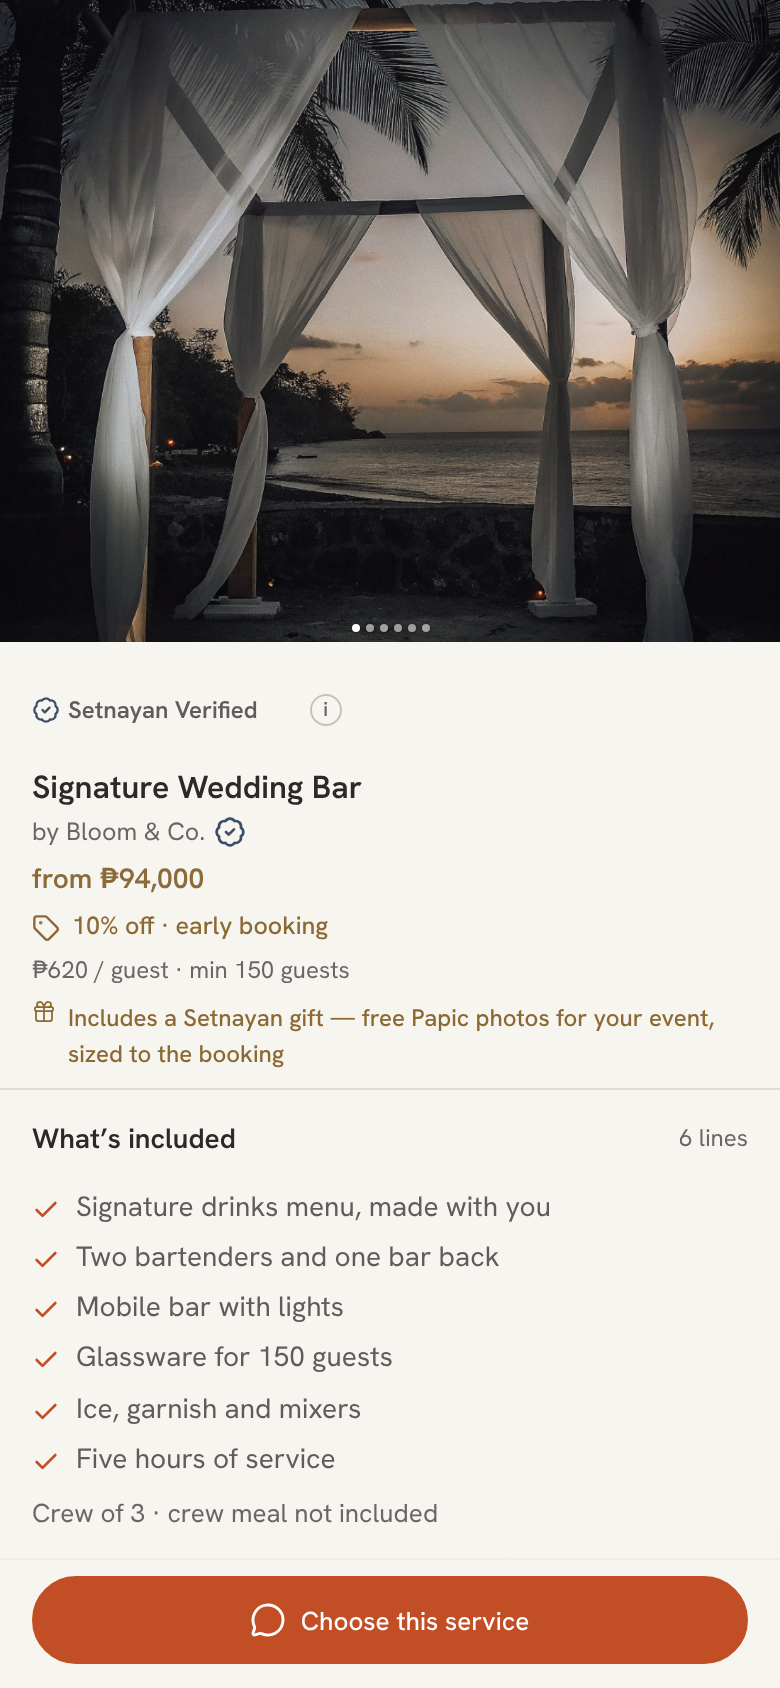 Setnayan Verified i
Signature Wedding Bar
by Bloom & Co.
from ₱94,000
10% off · early booking
₱620 / guest · min 150 guests
Includes a Setnayan gift — free Papic photos for your event,
sized to the booking
What’s included 6 lines
Signature drinks menu, made with you
Two bartenders and one bar back
Mobile bar with lights
Glassware for 150 guests
Ice, garnish and mixers
Five hours of service
Crew of 3 · crew meal not included
Choose this service